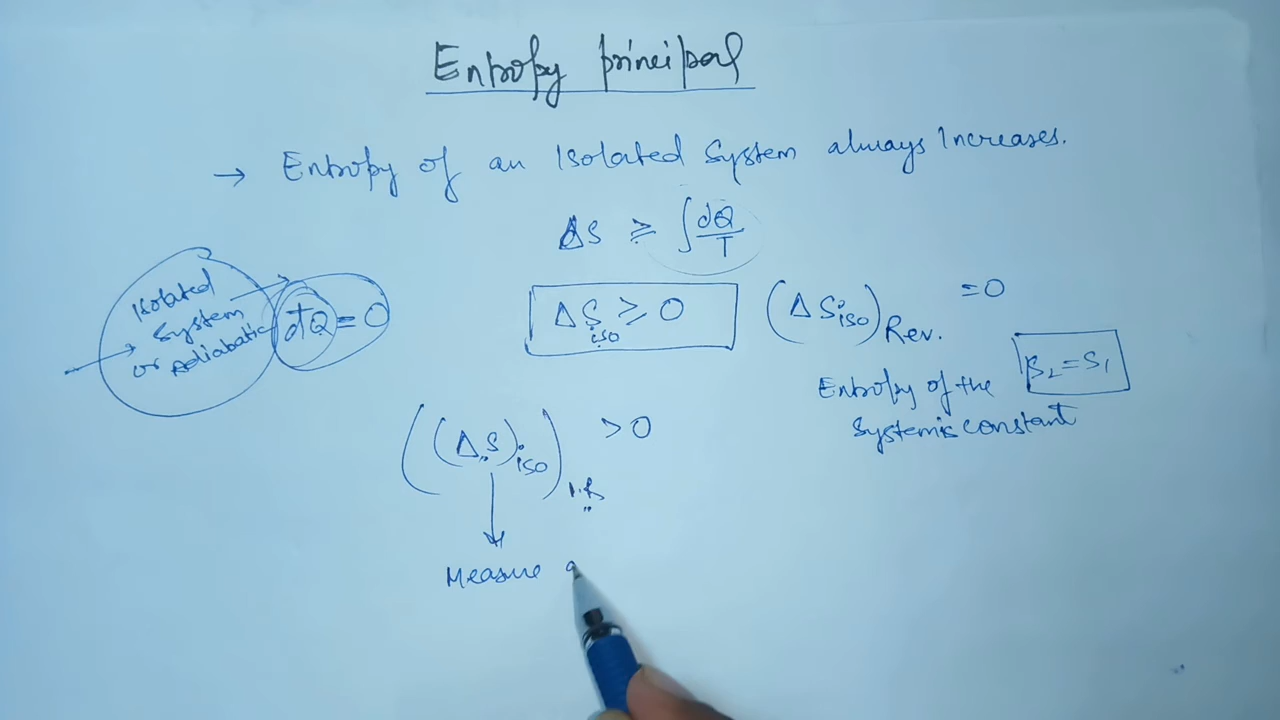 Entropy principal
→ Entropy of an Isolated System always Increases.
ΔS ≥ ∫ dQ/T
Isolated
System
or Adiabatic
dQ = 0
ΔS iso ≥ 0
(ΔS iso) Rev. = 0
Entropy of the
System is constant
S₂ = S₁
((ΔS) iso) I.R > 0
Measure